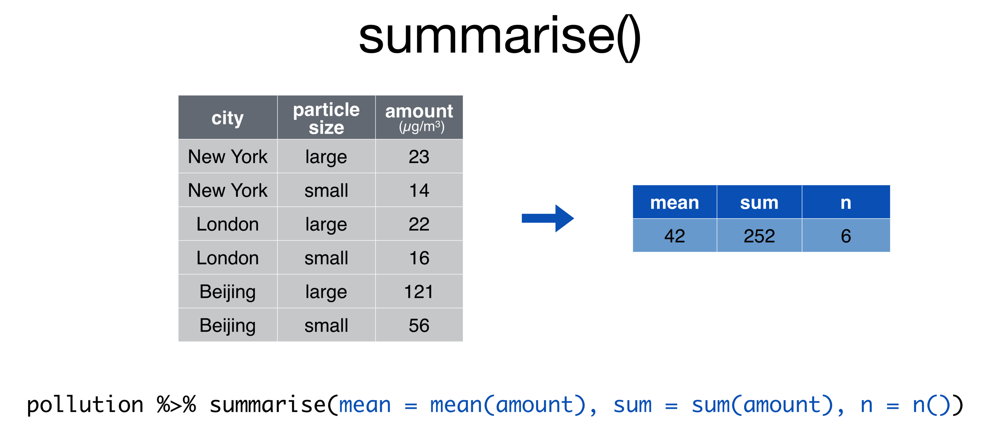 summarise()
city particle size amount (µg/m³)
New York large 23
New York small 14
London large 22
London small 16
Beijing large 121
Beijing small 56
mean sum n
42 252 6
pollution %>% summarise(mean = mean(amount), sum = sum(amount), n = n())